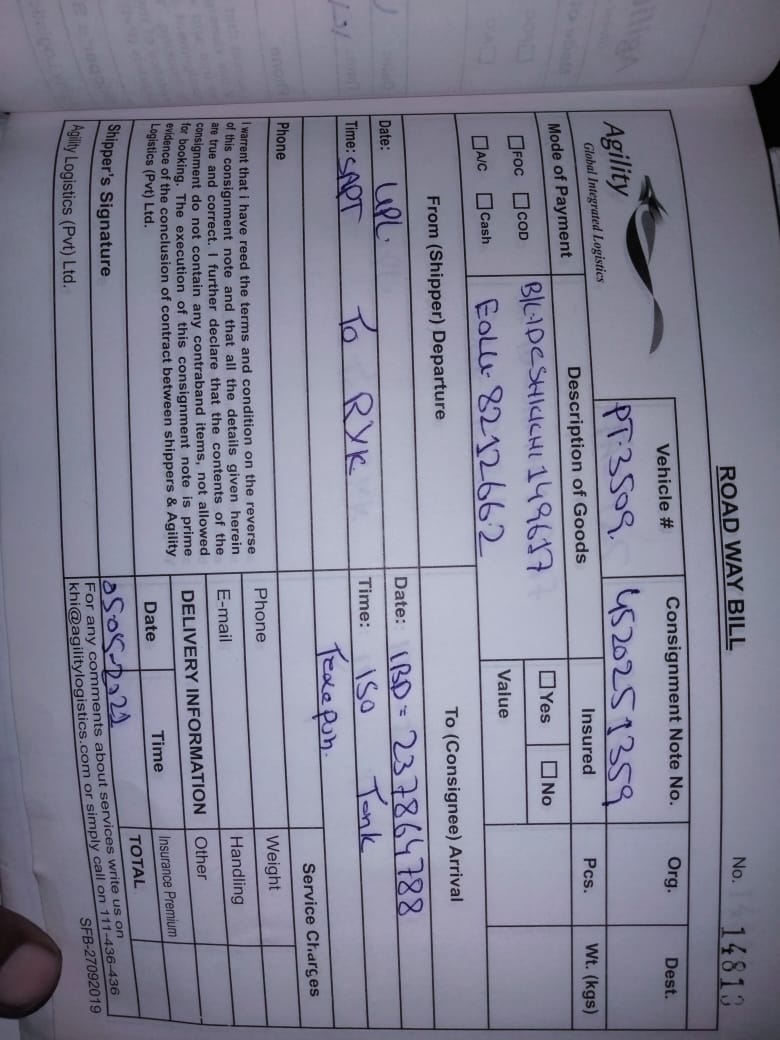 ROAD WAY BILL
No. 14813
Agility
Global Integrated Logistics
Vehicle #
PT-3509.
Consignment Note No.
4520251359
Org.
Dest.
Mode of Payment
FOC COD
A/C Cash
Description of Goods
149617
EOLU-8212662
Insured
Yes No
Value
Pcs.
Wt. (kgs)
From (Shipper) Departure
To (Consignee) Arrival
Date: UPL
Time: SAPT To RYK
Date: IBD = 237864788
Time: ISO Tank
Phone
I warrent that i have reed the terms and condition on the reverse
of this consignment note and that all the details given herein
are true and correct. I further declare that the contents of the
consignment do not contain any contraband items, not allowed
for booking. The execution of this consignment note is prime
evidence of the conclusion of contract between shippers & Agility
Logistics (Pvt) Ltd.
Shipper's Signature
Agility Logistics (Pvt) Ltd.
Phone
E-mail
DELIVERY INFORMATION
Date
Time
05-05-2021
Service Charges
Weight
Handling
Other
Insurance Premium
TOTAL
For any comments about services write us on
khi@agilitylogistics.com or simply call on 111-436-436
SFB-27092019